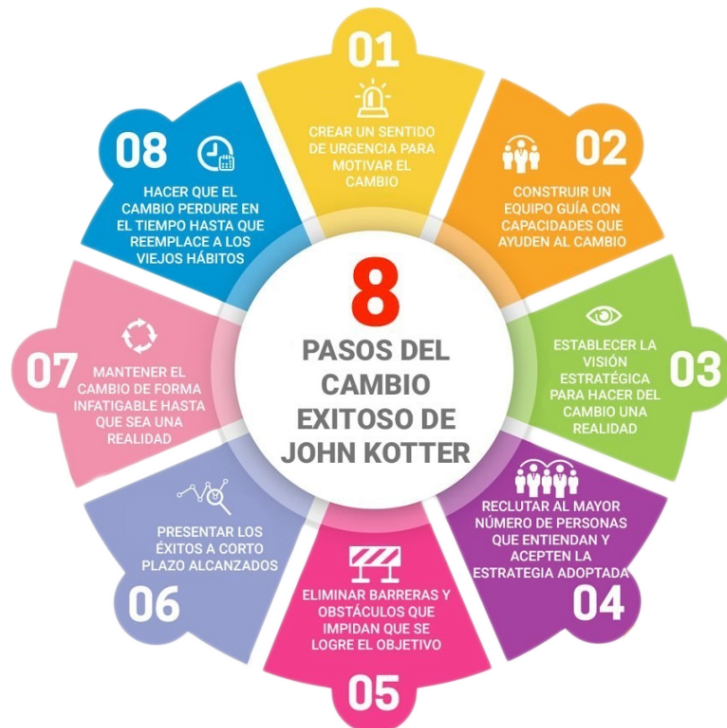 8
PASOS DEL
CAMBIO
EXITOSO DE
JOHN KOTTER
01
CREAR UN SENTIDO
DE URGENCIA PARA
MOTIVAR EL
CAMBIO
02
CONSTRUIR UN
EQUIPO GUÍA CON
CAPACIDADES QUE
AYUDEN AL CAMBIO
03
ESTABLECER LA
VISIÓN
ESTRATÉGICA
PARA HACER DEL
CAMBIO UNA
REALIDAD
RECLUTAR AL MAYOR
NÚMERO DE PERSONAS
QUE ENTIENDAN Y
ACEPTEN LA
ESTRATEGIA ADOPTADA
04
ELIMINAR BARRERAS Y
OBSTÁCULOS QUE
IMPIDAN QUE SE
LOGRE EL OBJETIVO
05
PRESENTAR LOS
ÉXITOS A CORTO
PLAZO ALCANZADOS
06
07
MANTENER EL
CAMBIO DE FORMA
INFATIGABLE HASTA
QUE SEA UNA
REALIDAD
08
HACER QUE EL
CAMBIO PERDURE EN
EL TIEMPO HASTA QUE
REEMPLACE A LOS
VIEJOS HÁBITOS